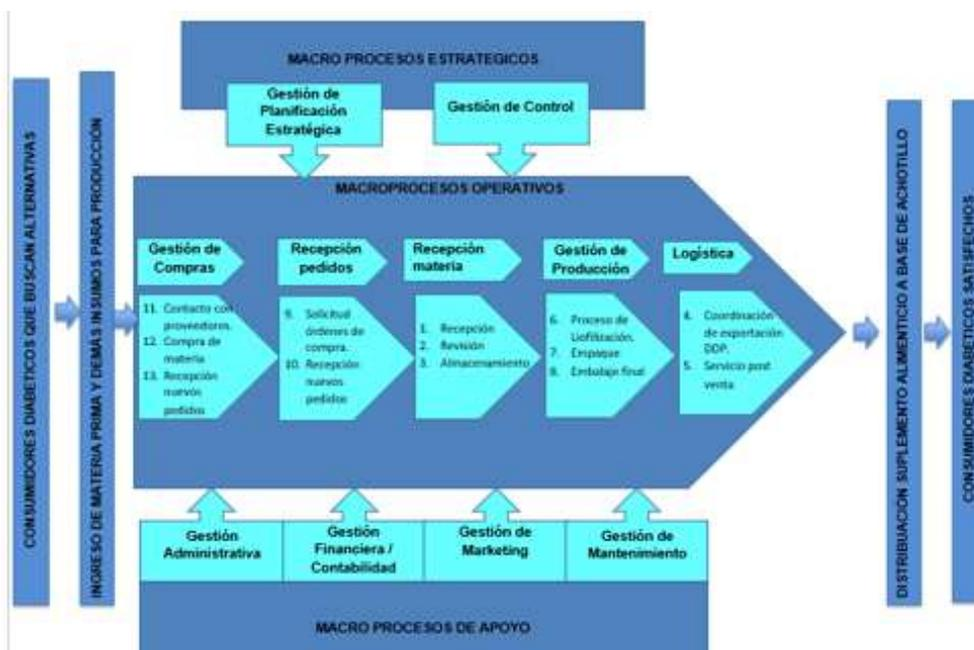 CONSUMIDORES DIABÉTICOS QUE BUSCAN ALTERNATIVAS
INGRESO DE MATERIA PRIMA Y DEMÁS INSUMOS PARA PRODUCCIÓN
MACRO PROCESOS ESTRATEGICOS
Gestión de
Planificación
Estratégica
Gestión de Control
MACROPROCESOS OPERATIVOS
Gestión de
Compras
11. Contacto con
proveedores.
12. Compra de
materia
13. Recepción
nuevos
pedidos
Recepción
pedidos
9. Solicitud
órdenes de
compra.
10. Recepción
nuevos
pedidos
Recepción
materia
1. Recepción
2. Revisión
3. Almacenamiento
Gestión de
Producción
6. Proceso de
Liofilización.
7. Empaque
8. Embalaje final
Logística
4. Coordinación
de exportación
DDP.
5. Servicio post
venta
Gestión
Administrativa
Gestión
Financiera /
Contabilidad
Gestión de
Marketing
Gestión de
Mantenimiento
MACRO PROCESOS DE APOYO
DISTRIBUCIÓN SUPLEMENTO ALIMENTICIO A BASE DE ACHOTILLO
CONSUMIDORES DIABÉTICOS SATISFECHOS